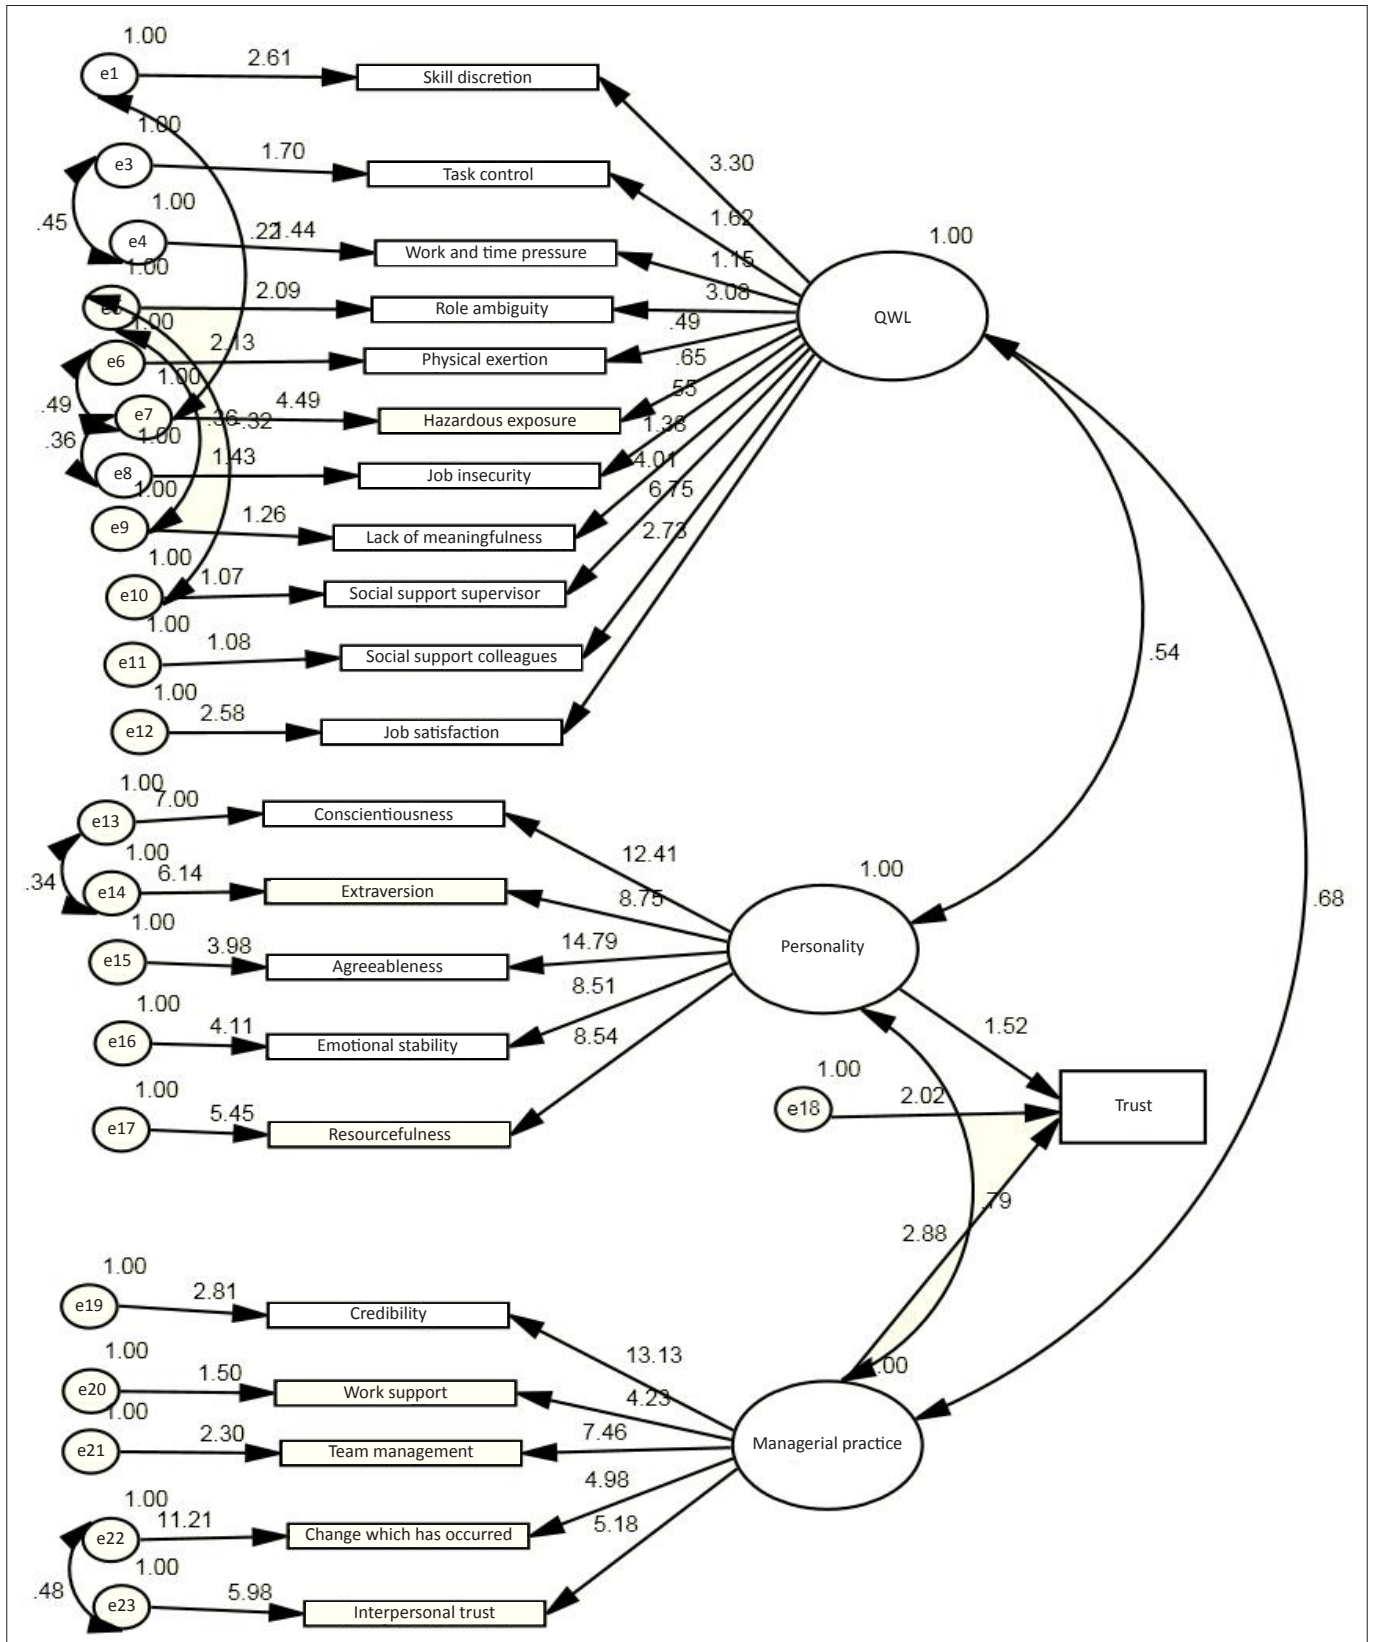 1.00
e1
2.61
Skill discretion
1.00
e3
1.70
Task control
3.30
.45
1.00
e4
.22
1.44
Work and time pressure
1.62
1.00
QWL
1.00
2.09
Role ambiguity
1.15
3.08
1.00
e6
2.13
Physical exertion
.49
1.00
e7
.36
.32
4.49
Hazardous exposure
.65
.49
.36
1.00
e8
1.43
Job insecurity
.55
1.38
1.00
e9
1.26
Lack of meaningfulness
4.01
6.75
2.73
1.00
e10
1.07
Social support supervisor
1.00
e11
1.08
Social support colleagues
.54
1.00
e12
2.58
Job satisfaction
1.00
e13
7.00
Conscientiousness
12.41
.34
1.00
e14
6.14
Extraversion
8.75
1.00
Personality
.68
1.00
e15
3.98
Agreeableness
14.79
1.00
e16
4.11
Emotional stability
8.51
1.00
e17
5.45
Resourcefulness
8.54
1.52
1.00
e18
2.02
Trust
.79
2.88
1.00
e19
2.81
Credibility
13.13
1.00
e20
1.50
Work support
4.23
.00
1.00
e21
2.30
Team management
7.46
Managerial practice
1.00
e22
11.21
Change which has occurred
4.98
.48
1.00
e23
5.98
Interpersonal trust
5.18